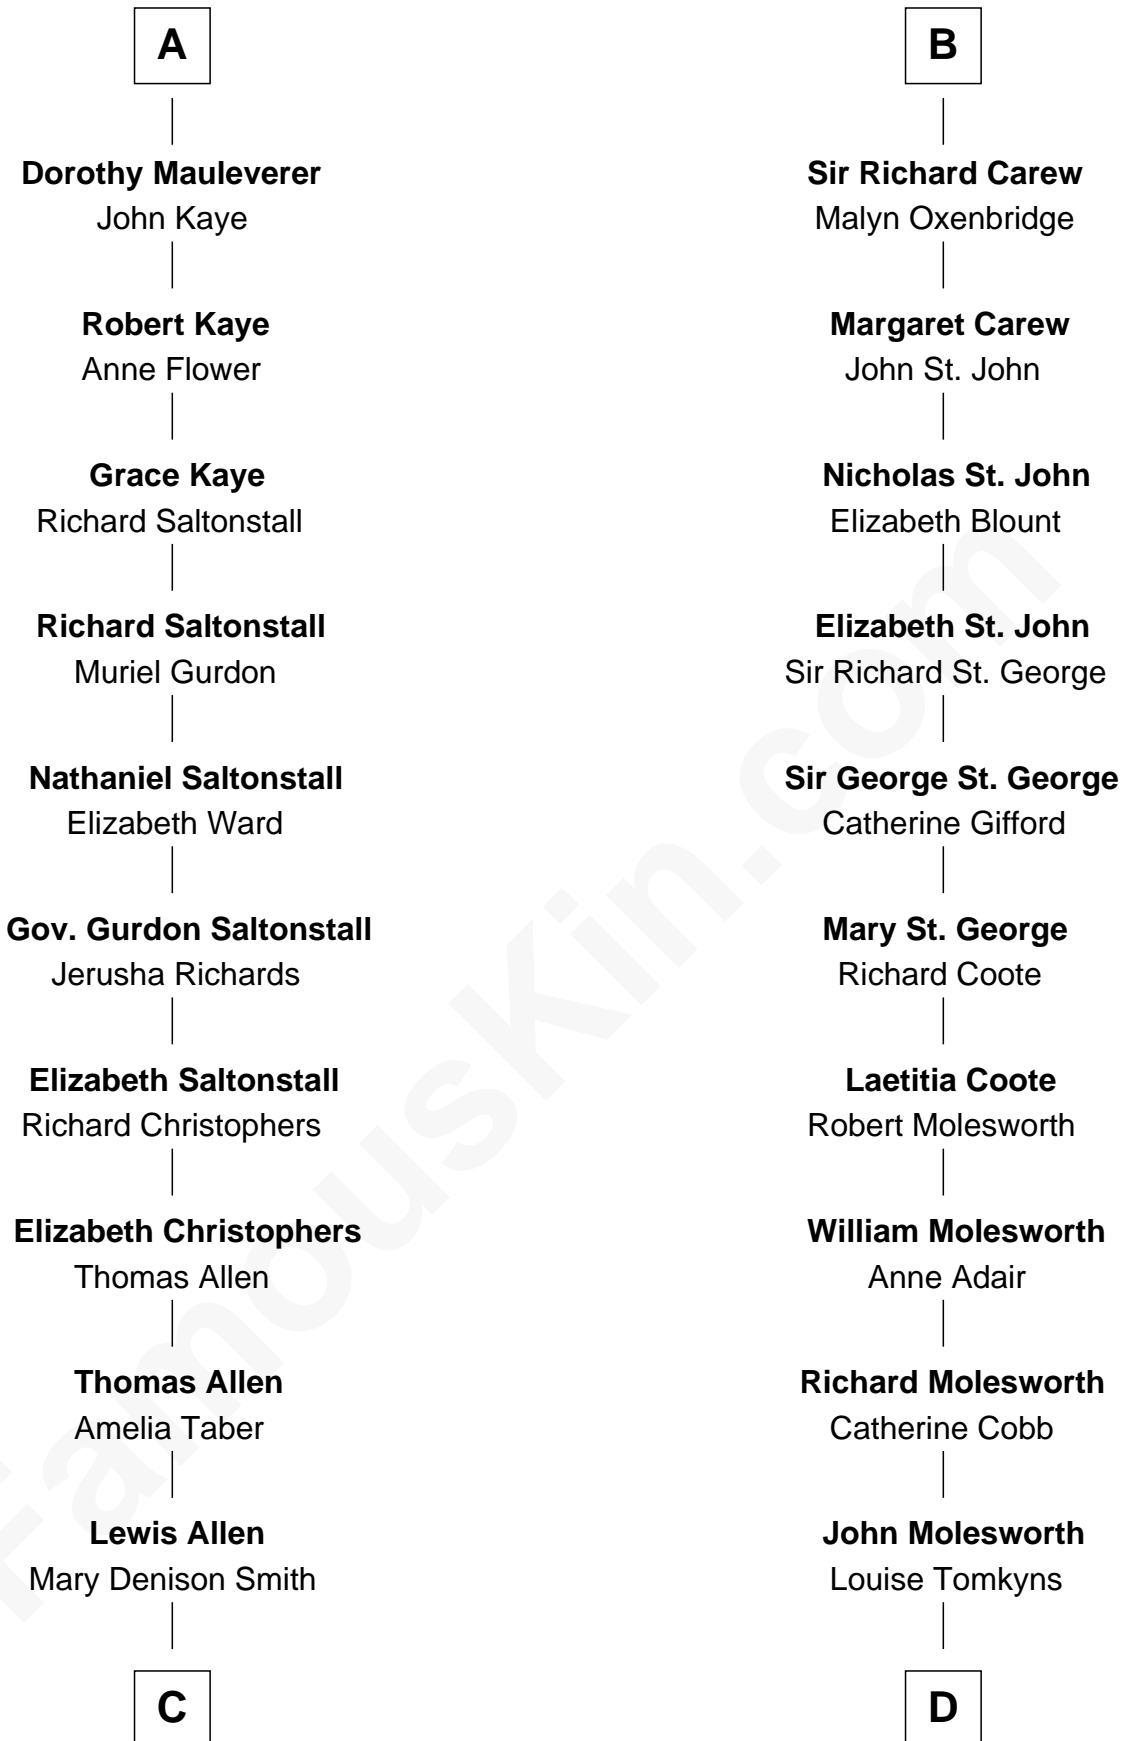 A
Dorothy Mauleverer
John Kaye
Robert Kaye
Anne Flower
Grace Kaye
Richard Saltonstall
Richard Saltonstall
Muriel Gurdon
Nathaniel Saltonstall
Elizabeth Ward
Gov. Gurdon Saltonstall
Jerusha Richards
Elizabeth Saltonstall
Richard Christophers
Elizabeth Christophers
Thomas Allen
Thomas Allen
Amelia Taber
Lewis Allen
Mary Denison Smith
C
B
Sir Richard Carew
Malyn Oxenbridge
Margaret Carew
John St. John
Nicholas St. John
Elizabeth Blount
Elizabeth St. John
Sir Richard St. George
Sir George St. George
Catherine Gifford
Mary St. George
Richard Coote
Laetitia Coote
Robert Molesworth
William Molesworth
Anne Adair
Richard Molesworth
Catherine Cobb
John Molesworth
Louise Tomkyns
D
FamousKin.com